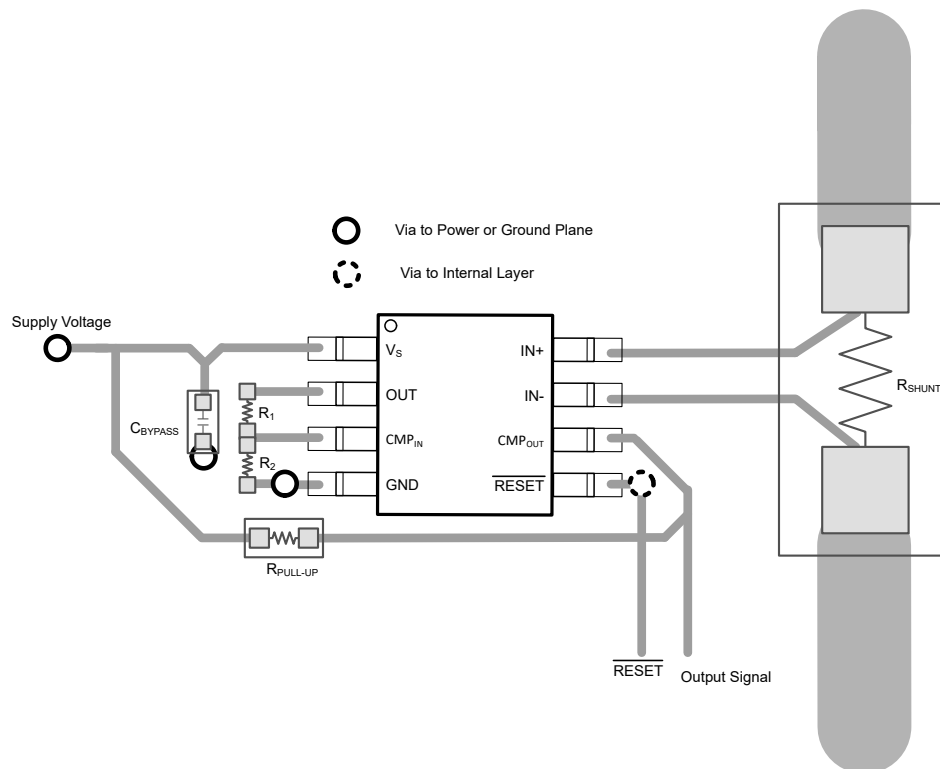 Via to Power or Ground Plane
Via to Internal Layer
Supply Voltage
VS
IN+
OUT
IN-
RSHUNT
CBYPASS
R1
CMPIN
CMPOUT
R2
GND
RESET
RPULL-UP
RESET
Output Signal